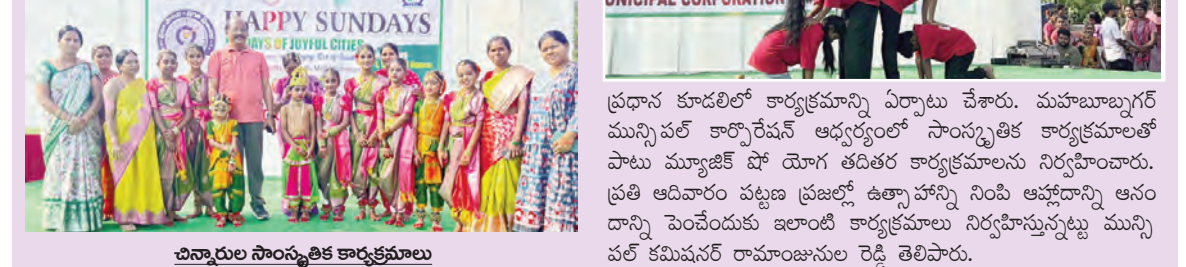 HAPPY SUNDAYS
DAYS OF JOYFUL CITIES
చిన్నారుల సాంస్కృతిక కార్యక్రమాలు
MUNICIPAL CORPORATION
ప్రధాన కూడలిలో కార్యక్రమాన్ని ఏర్పాటు చేశారు. మహబూబ్నగర్
మున్సిపల్ కార్పొరేషన్ ఆధ్వర్యంలో సాంస్కృతిక కార్యక్రమాలతో
పాటు మ్యూజిక్ షో యోగ తదితర కార్యక్రమాలను నిర్వహించారు.
ప్రతి ఆదివారం పట్టణ ప్రజల్లో ఉత్సాహాన్ని నింపి ఆహ్లాదాన్ని ఆనం
దాన్ని పెంచేందుకు ఇలాంటి కార్యక్రమాలు నిర్వహిస్తున్నట్టు మున్సి
పల్ కమిషనర్ రామాంజనుల రెడ్డి తెలిపారు.